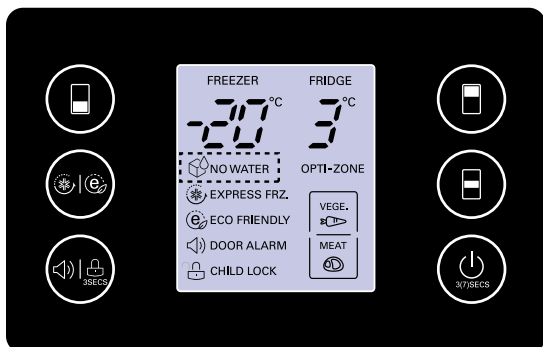 FREEZER FRIDGE
-20°C 3°C
NO WATER OPTI-ZONE
EXPRESS FRZ.
VEGE.
ECO FRIENDLY
DOOR ALARM
MEAT
CHILD LOCK
e
3SECS
3(7)SECS